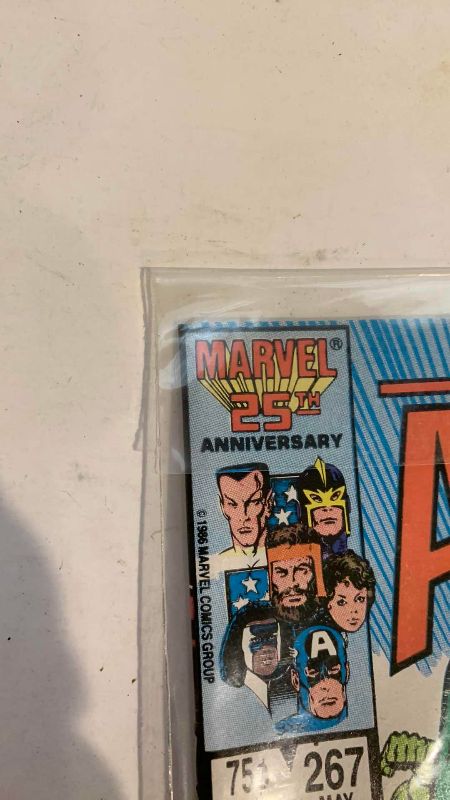 MARVEL®
25TH
ANNIVERSARY
© 1986 MARVEL COMICS GROUP
A
A
75¢
267
MAY